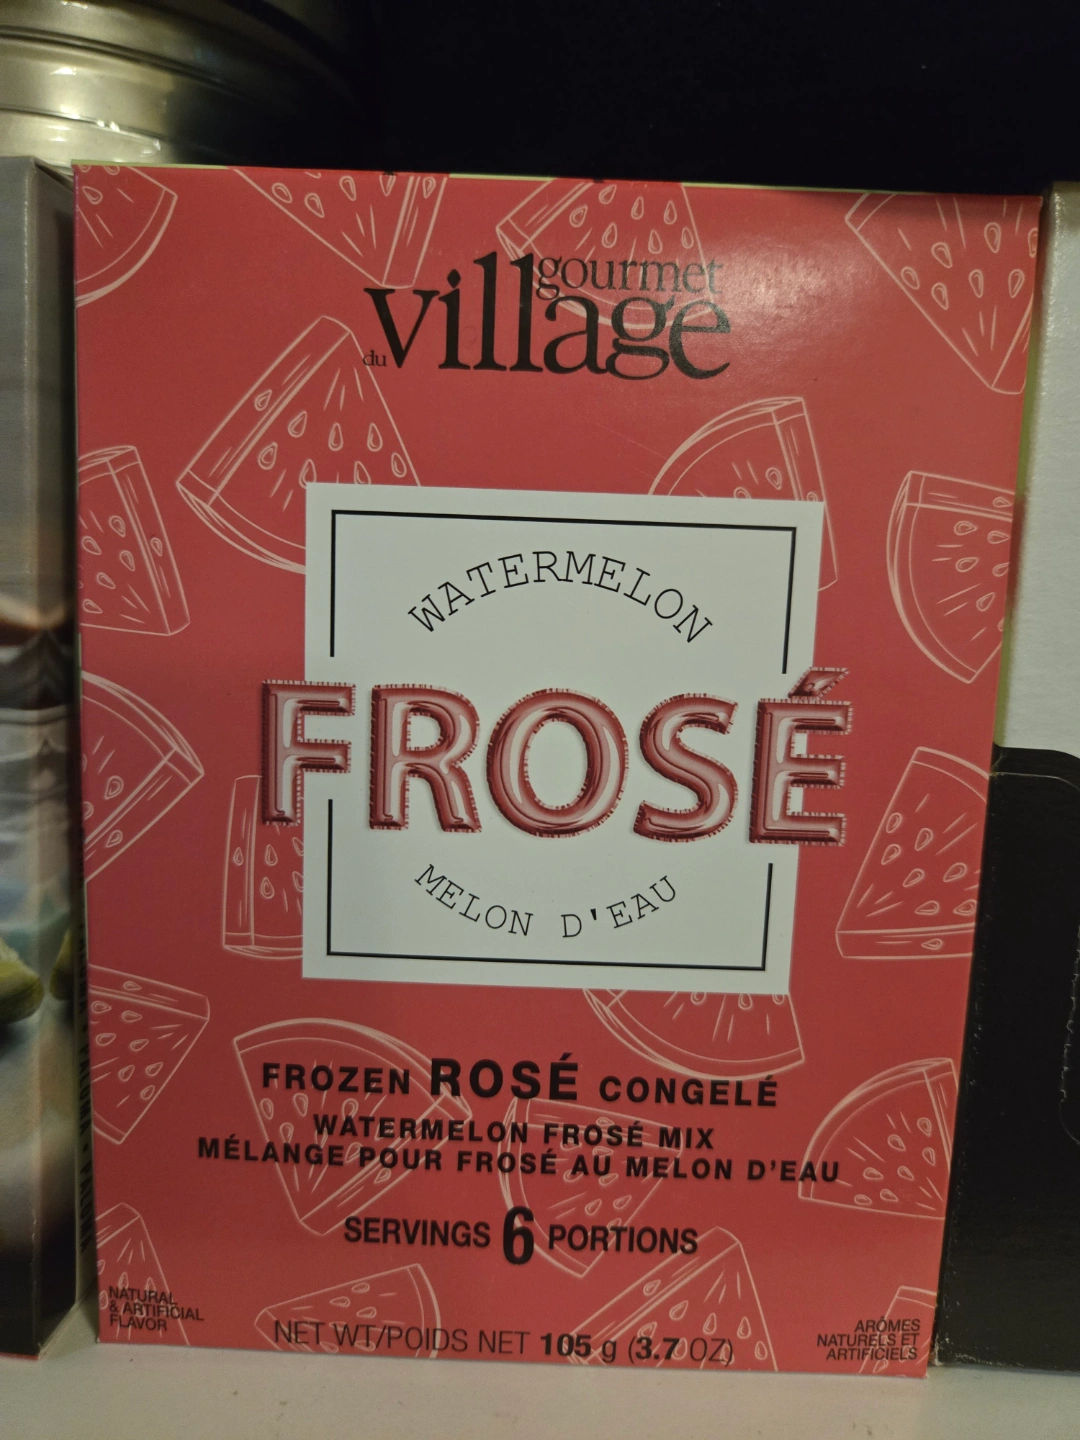 gourmet
du village
WATERMELON
FROSÉ
MELON D'EAU
FROZEN ROSÉ CONGELÉ
WATERMELON FROSÉ MIX
MÉLANGE POUR FROSÉ AU MELON D'EAU
SERVINGS 6 PORTIONS
NATURAL
& ARTIFICIAL
FLAVOR
NET WT/POIDS NET 105 g (3.7 OZ)
ARÔMES
NATURELS ET
ARTIFICIELS